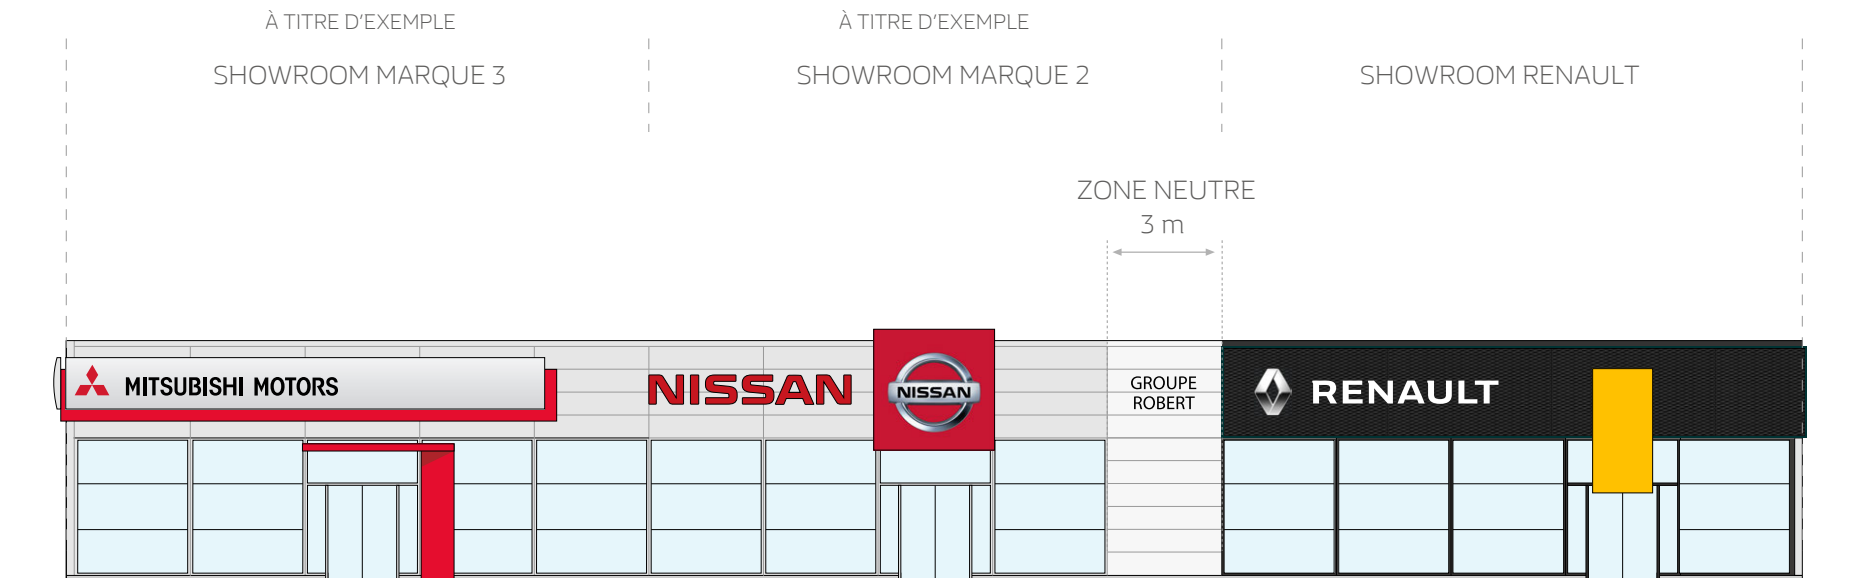 À TITRE D'EXEMPLE
SHOWROOM MARQUE 3
À TITRE D'EXEMPLE
SHOWROOM MARQUE 2
SHOWROOM RENAULT
ZONE NEUTRE
3 m
MITSUBISHI MOTORS
NISSAN
NISSAN
GROUPE
ROBERT
RENAULT